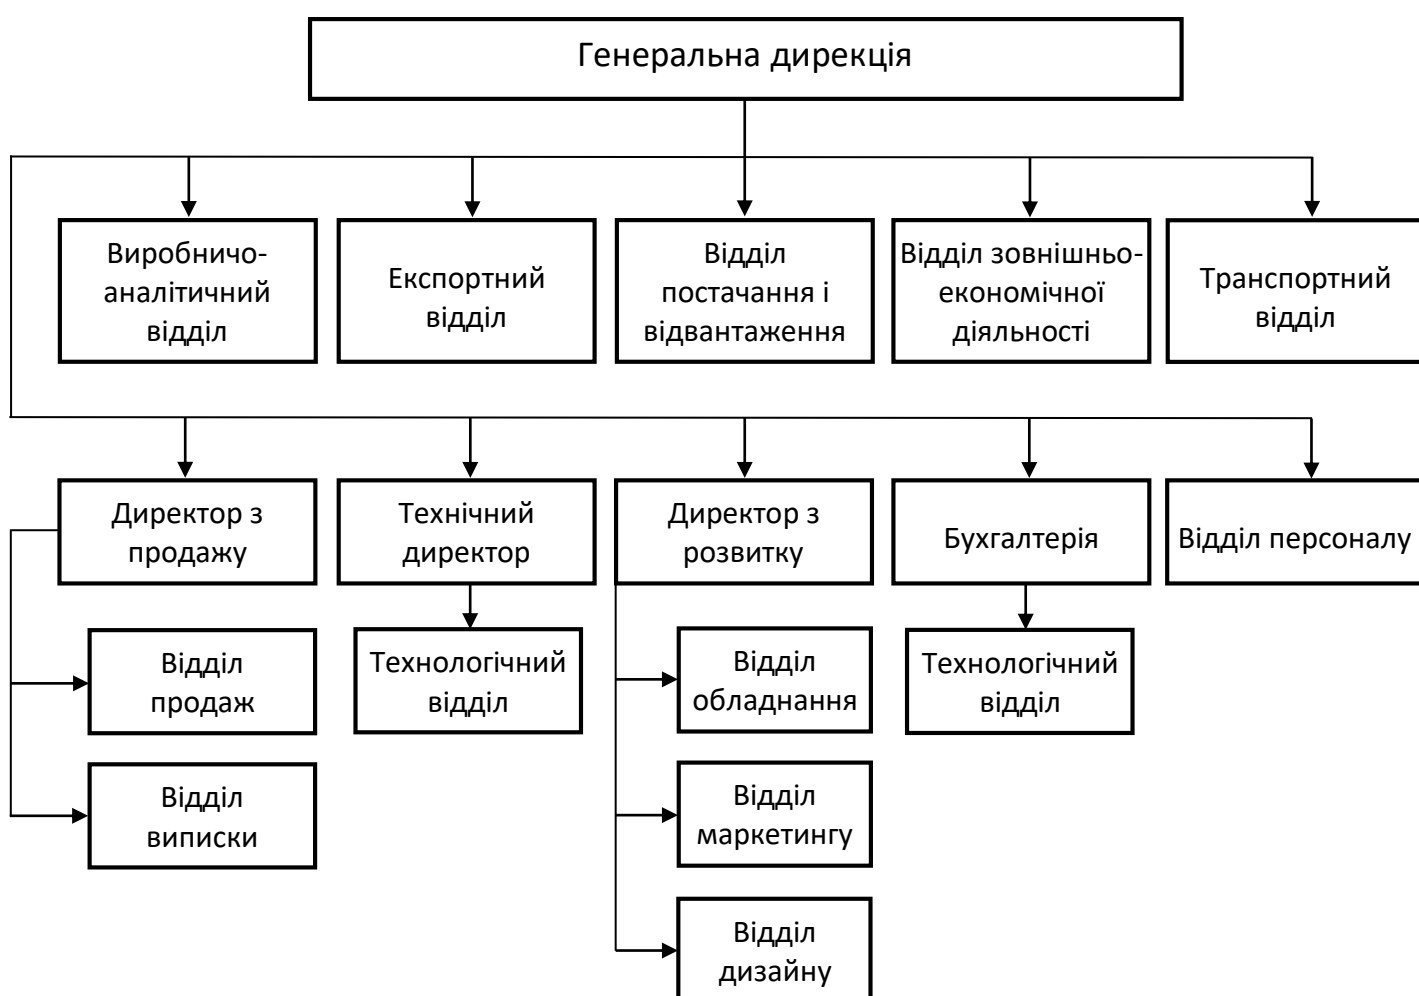 Генеральна дирекція
Виробничо-
аналітичний
відділ
Експортний
відділ
Відділ
постачання і
відвантаження
Відділ зовнішньо-
економічної
діяльності
Транспортний
відділ
Директор з
продажу
Технічний
директор
Директор з
розвитку
Бухгалтерія
Відділ персоналу
Відділ
продаж
Технологічний
відділ
Відділ
обладнання
Технологічний
відділ
Відділ
виписки
Відділ
маркетингу
Відділ
дизайну